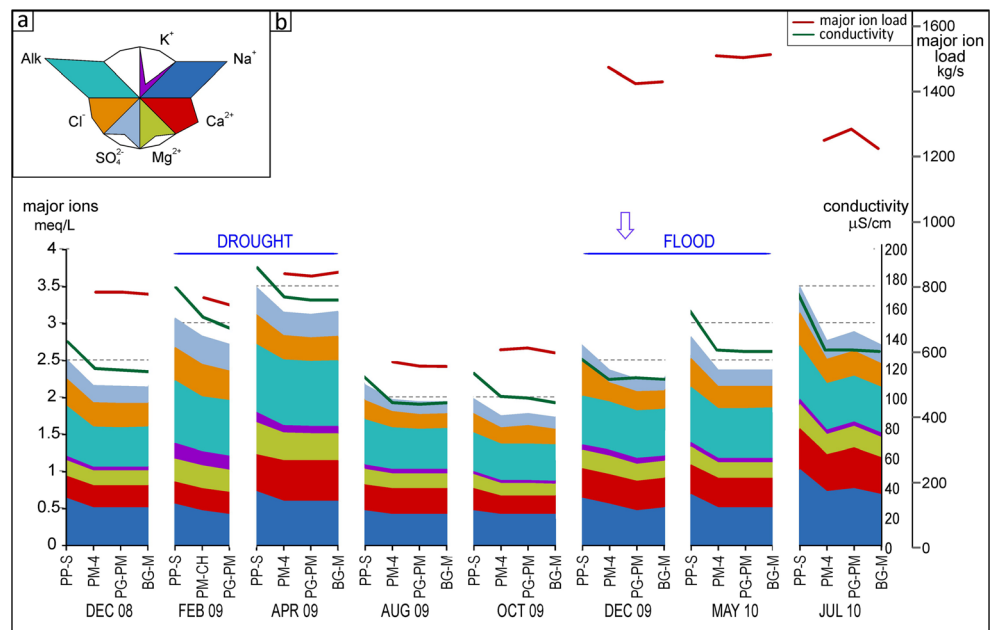 a
K+
Alk
Na+
Cl-
Ca2+
SO42-
Mg2+
b
major ion load
conductivity
1600
major ion
load
kg/s
1400
1200
1000
800
600
400
200
0
major ions
meq/L
4
3.5
3
2.5
2
1.5
1
0.5
0
DROUGHT
FLOOD
conductivity
µS/cm
200
180
160
140
120
100
80
60
40
20
0
PP-S
PM-4
PG-PM
BG-M
DEC 08
PP-S
PM-CH
PG-PM
FEB 09
PP-S
PM-4
PG-PM
BG-M
APR 09
PP-S
PM-4
PG-PM
BG-M
AUG 09
PP-S
PM-4
PG-PM
BG-M
OCT 09
PP-S
PM-4
PG-PM
BG-M
DEC 09
PP-S
PM-4
PG-PM
BG-M
MAY 10
PP-S
PM-4
PG-PM
BG-M
JUL 10